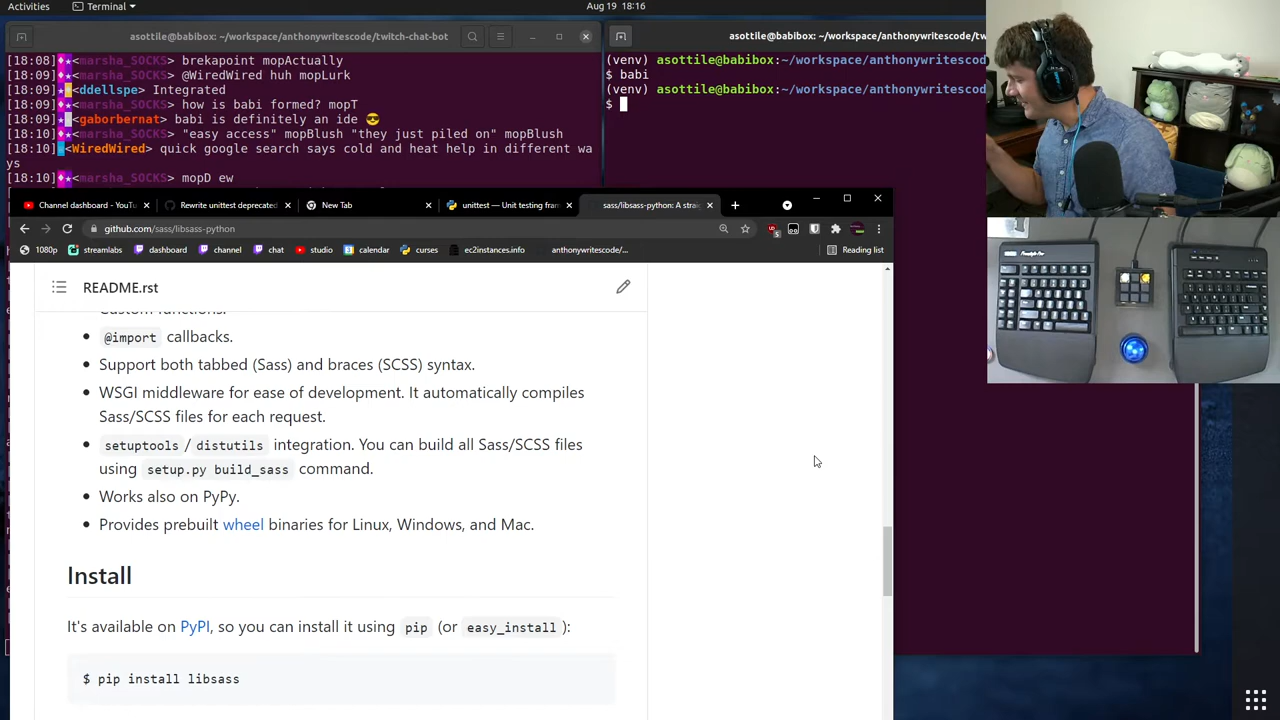 Activities
Terminal
Aug 19 18:16
asottile@babibox: ~/workspace/anthonywritescode/twitch-chat-bot
asottile@babibox: ~/workspace/anthonywritescode/tw
[18:08]<marsha_SOCKS> brekapoint mopActually
[18:09]<marsha_SOCKS> @WiredWired huh mopLurk
[18:09]<ddellspe> Integrated
[18:09]<marsha_SOCKS> how is babi formed? mopT
[18:09]<gaborbernat> babi is definitely an ide 😎
[18:10]<marsha_SOCKS> "easy access" mopBlush "they just piled on" mopBlush
[18:10]<WiredWired> quick google search says cold and heat help in different wa
ys
[18:10]<marsha_SOCKS> mopD ew
(venv) asottile@babibox:~/workspace/anthonywritescode
$ babi
(venv) asottile@babibox:~/workspace/anthonywritescode
$
Channel dashboard - YouTu
Rewrite unittest deprecated
New Tab
unittest — Unit testing fram
sass/libsass-python: A stra
github.com/sass/libsass-python
1080p
streamlabs
dashboard
channel
chat
studio
calendar
curses
ec2instances.info
anthonywritescode/...
Reading list
README.rst
Custom functions.
@import callbacks.
Support both tabbed (Sass) and braces (SCSS) syntax.
WSGI middleware for ease of development. It automatically compiles
Sass/SCSS files for each request.
setuptools / distutils integration. You can build all Sass/SCSS files
using setup.py build_sass command.
Works also on PyPy.
Provides prebuilt wheel binaries for Linux, Windows, and Mac.
Install
It's available on PyPI, so you can install it using pip (or easy_install ):
$ pip install libsass